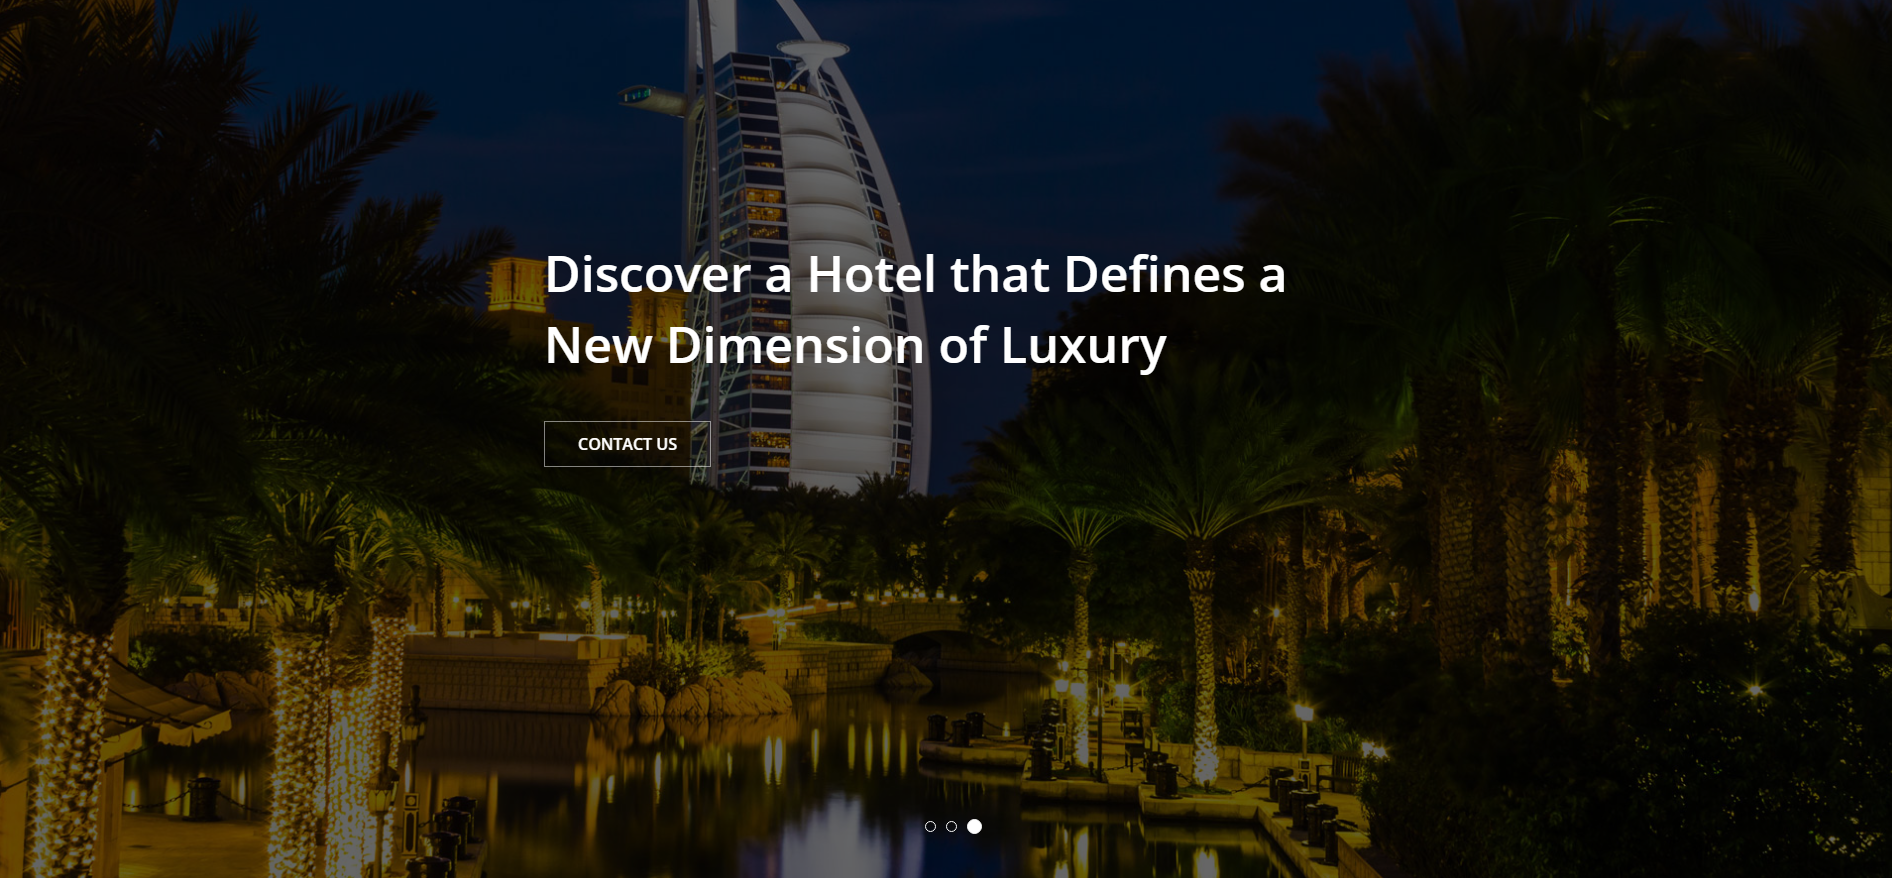 Discover a Hotel that Defines a
New Dimension of Luxury
CONTACT US